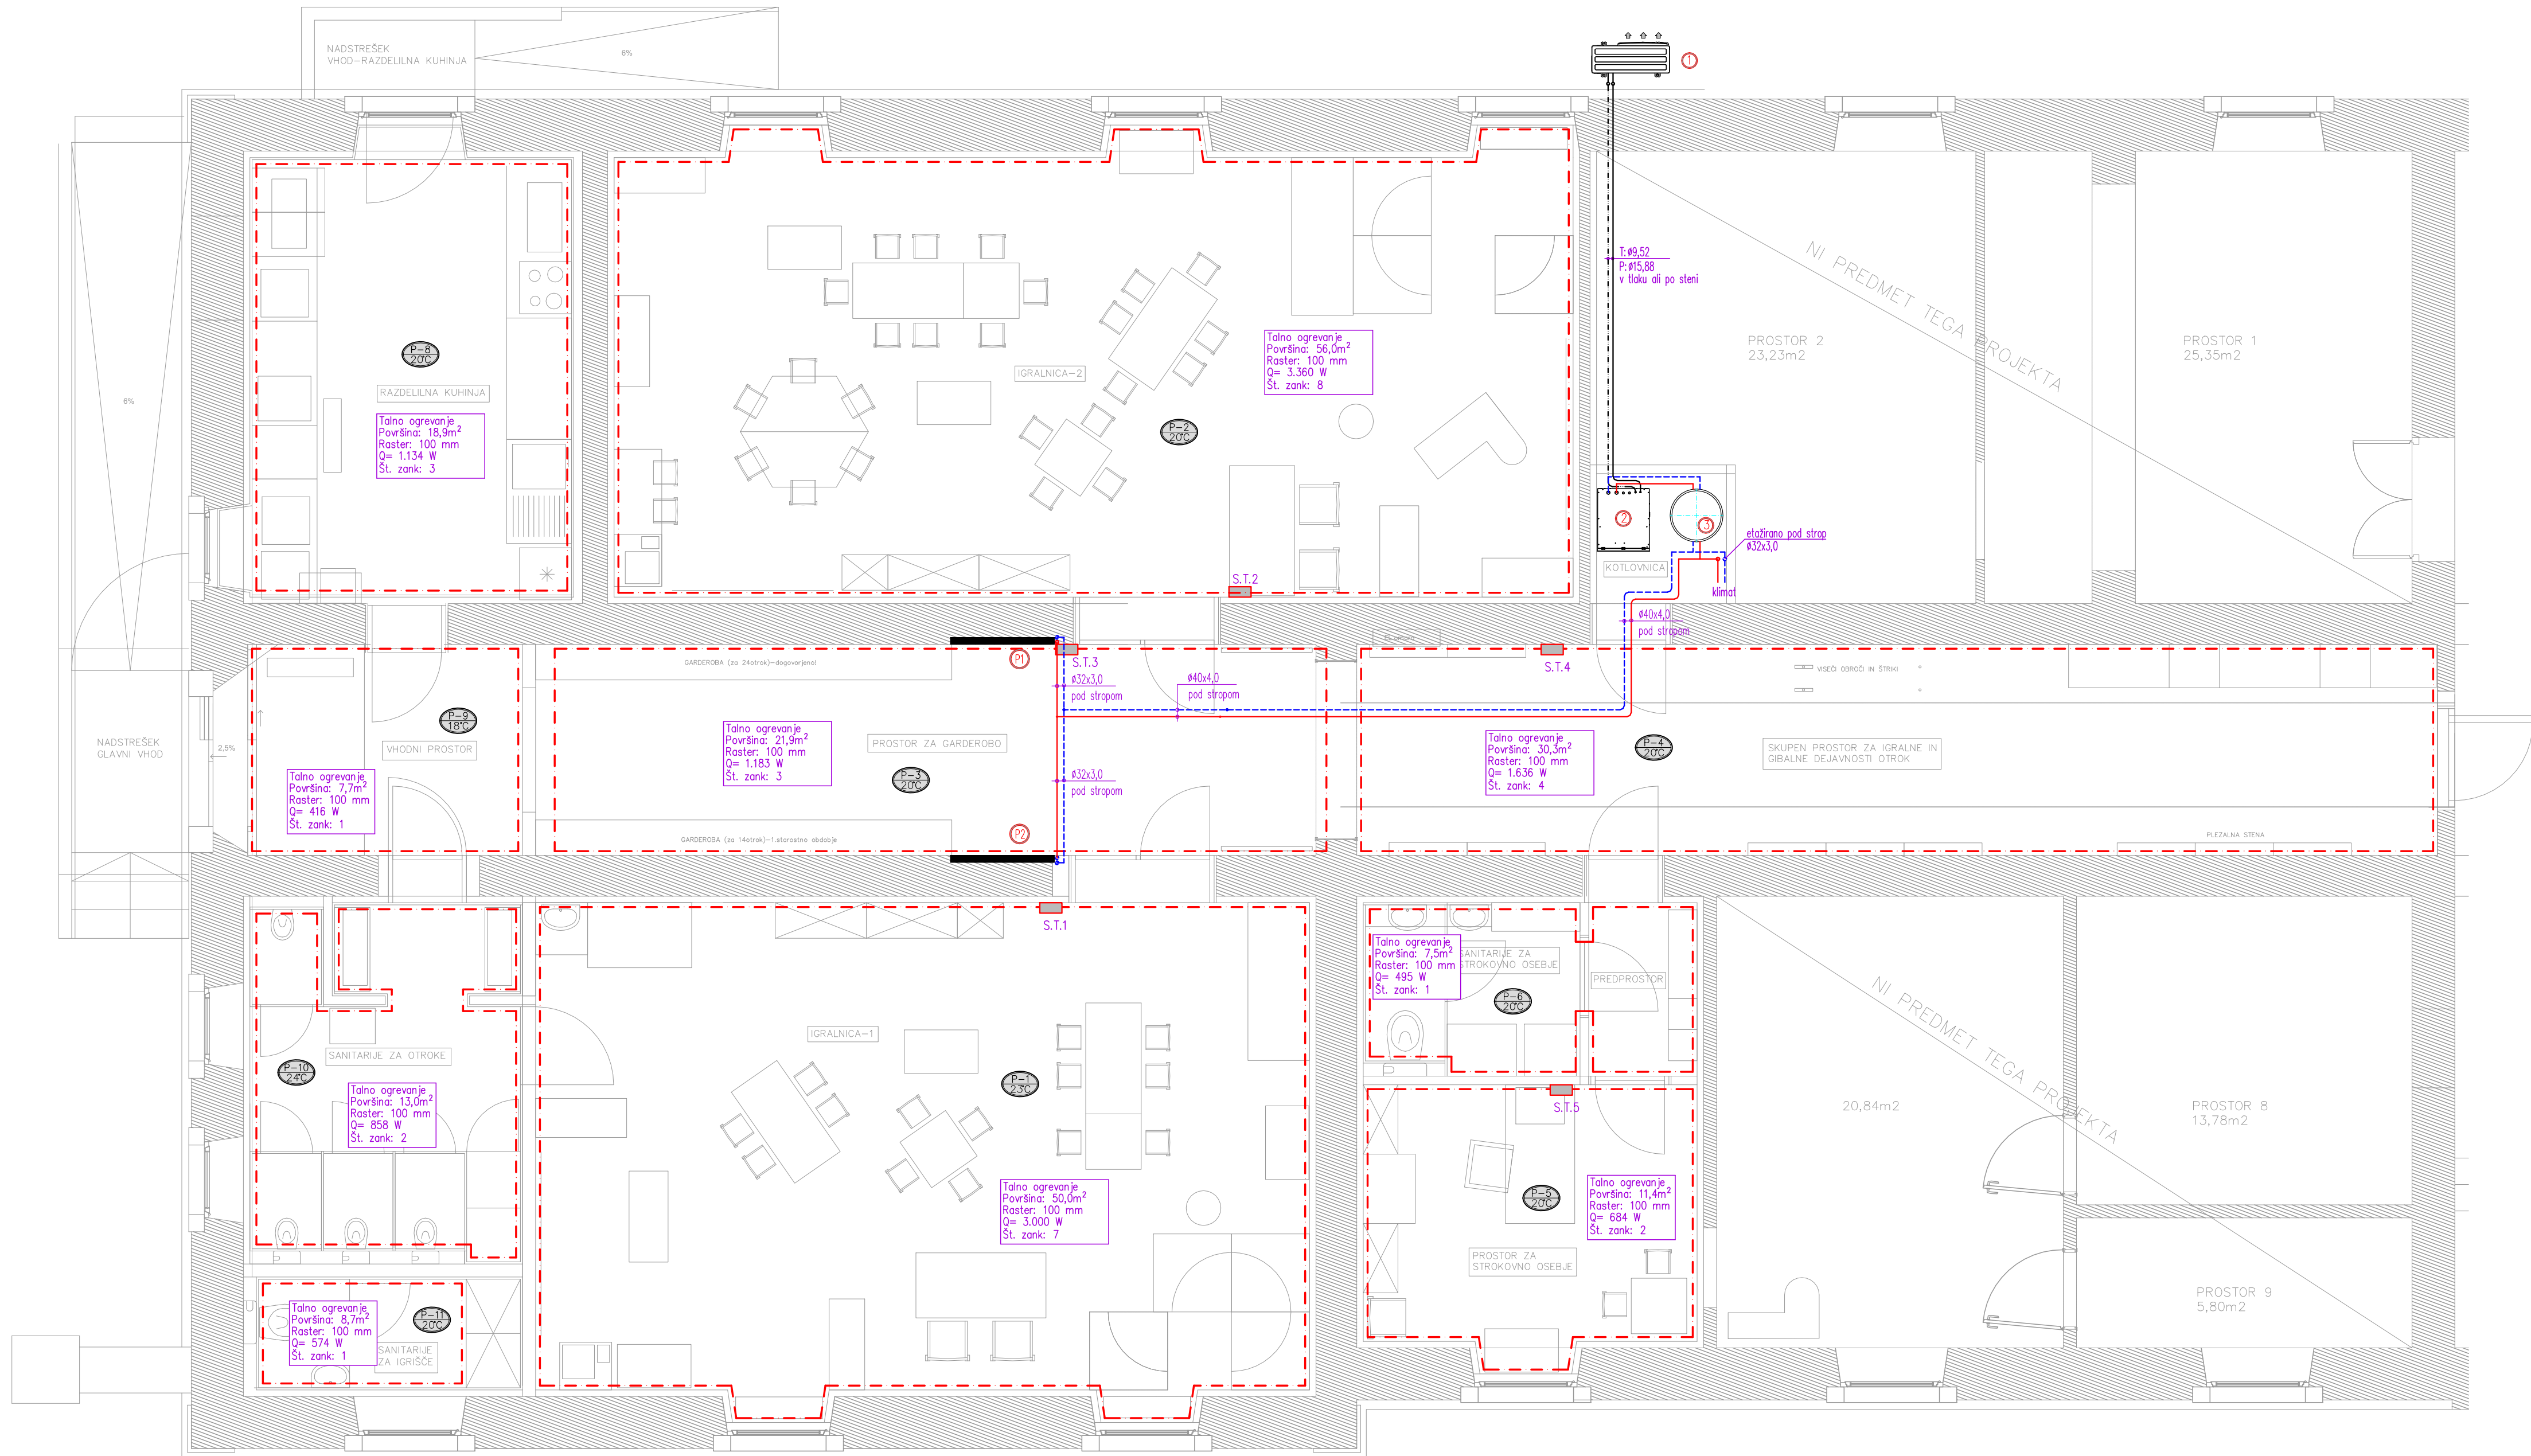 NADSTREŠEK
VHOD-RAZDELILNA KUHINJA
6%
1
T:ø9,52
P:ø15,88
v tlaku ali po steni
NI PREDMET TEGA PROJEKTA
PROSTOR 2
23,23m2
PROSTOR 1
25,35m2
6%
P-8
20°C
RAZDELILNA KUHINJA
Talno ogrevanje
Površina: 18,9m²
Raster: 100 mm
Q= 1.134 W
Št. zank: 3
IGRALNICA-2
Talno ogrevanje
Površina: 56,0m²
Raster: 100 mm
Q= 3.360 W
Št. zank: 8
P-2
20°C
2
3
etažirano pod strop
ø32x3,0
KOTLOVNICA
klimat
S.T.2
ø40x4,0
pod stropom
GARDEROBA (za 24otrok)-dogovorjeno!
P1
S.T.3
ø32x3,0
pod stropom
ø40x4,0
pod stropom
S.T.4
VISEČI OBROČI IN ŠTRIKI
NADSTREŠEK
GLAVNI VHOD
2,5%
P-9
18°C
VHODNI PROSTOR
Talno ogrevanje
Površina: 7,7m²
Raster: 100 mm
Q= 416 W
Št. zank: 1
Talno ogrevanje
Površina: 21,9m²
Raster: 100 mm
Q= 1.183 W
Št. zank: 3
PROSTOR ZA GARDEROBO
P-3
20°C
ø32x3,0
pod stropom
Talno ogrevanje
Površina: 30,3m²
Raster: 100 mm
Q= 1.636 W
Št. zank: 4
P-4
20°C
SKUPEN PROSTOR ZA IGRALNE IN
GIBALNE DEJAVNOSTI OTROK
GARDEROBA (za 14otrok)-1.starostno obdobje
P2
PLEZALNA STENA
S.T.1
Talno ogrevanje
Površina: 7,5m²
Raster: 100 mm
Q= 495 W
Št. zank: 1
SANITARIJE ZA
STROKOVNO OSEBJE
PREDPROSTOR
P-6
20°C
NI PREDMET TEGA PROJEKTA
IGRALNICA-1
SANITARIJE ZA OTROKE
P-10
24°C
Talno ogrevanje
Površina: 13,0m²
Raster: 100 mm
Q= 858 W
Št. zank: 2
P-1
23°C
S.T.5
20,84m2
PROSTOR 8
13,78m2
Talno ogrevanje
Površina: 50,0m²
Raster: 100 mm
Q= 3.000 W
Št. zank: 7
P-5
20°C
Talno ogrevanje
Površina: 11,4m²
Raster: 100 mm
Q= 684 W
Št. zank: 2
PROSTOR ZA
STROKOVNO OSEBJE
PROSTOR 9
5,80m2
Talno ogrevanje
Površina: 8,7m²
Raster: 100 mm
Q= 574 W
Št. zank: 1
P-11
20°C
SANITARIJE
ZA IGRIŠČE